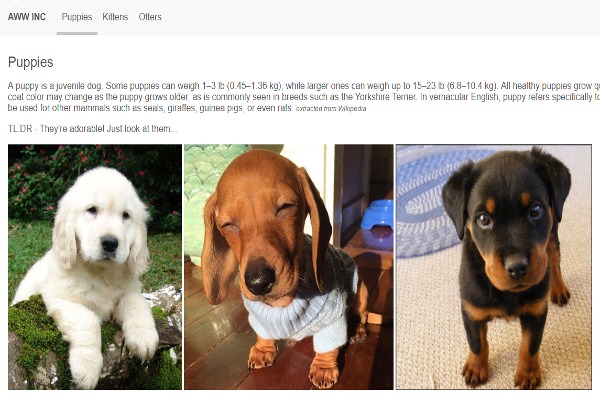 AWW INC Puppies Kittens Otters
Puppies
A puppy is a juvenile dog. Some puppies can weigh 1–3 lb (0.45–1.36 kg), while larger ones can weigh up to 15–23 lb (6.8–10.4 kg). All healthy puppies grow
coat color may change as the puppy grows older, as is commonly seen in breeds such as the Yorkshire Terrier. In vernacular English, puppy refers specifically to
be used for other mammals such as seals, giraffes, guinea pigs, or even rats. extracted from Wikipedia
TL:DR - They're adorable! Just look at them...